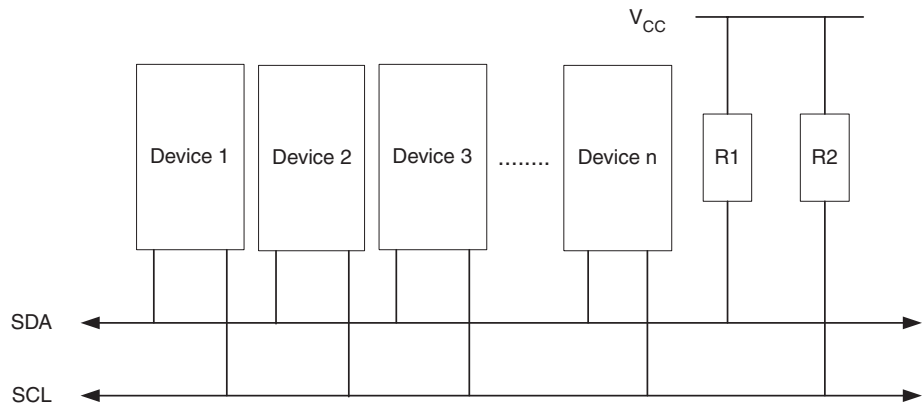 VCC
Device 1
Device 2
Device 3
........
Device n
R1
R2
SDA
SCL